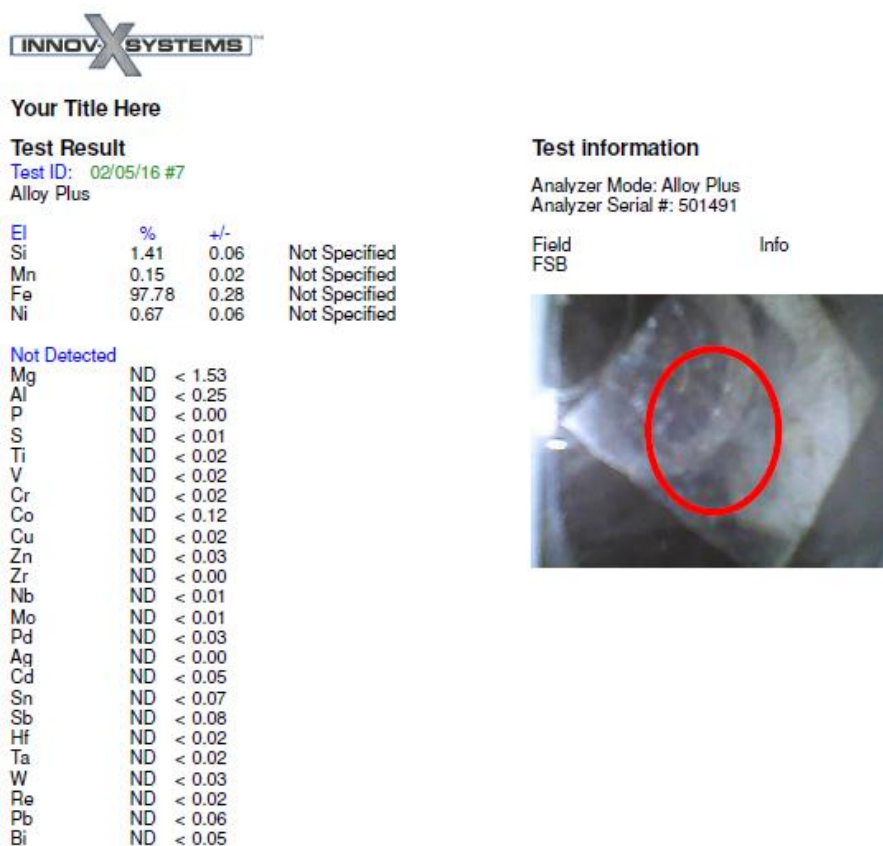 INNOV-X SYSTEMS™
Your Title Here
Test Result
Test ID: 02/05/16 #7
Alloy Plus
El % +/-
Si 1.41 0.06 Not Specified
Mn 0.15 0.02 Not Specified
Fe 97.78 0.28 Not Specified
Ni 0.67 0.06 Not Specified
Not Detected
Mg ND < 1.53
Al ND < 0.25
P ND < 0.00
S ND < 0.01
Ti ND < 0.02
V ND < 0.02
Cr ND < 0.02
Co ND < 0.12
Cu ND < 0.02
Zn ND < 0.03
Zr ND < 0.00
Nb ND < 0.01
Mo ND < 0.01
Pd ND < 0.03
Ag ND < 0.00
Cd ND < 0.05
Sn ND < 0.07
Sb ND < 0.08
Hf ND < 0.02
Ta ND < 0.02
W ND < 0.03
Re ND < 0.02
Pb ND < 0.06
Bi ND < 0.05
Test information
Analyzer Mode: Alloy Plus
Analyzer Serial #: 501491
Field Info
FSB